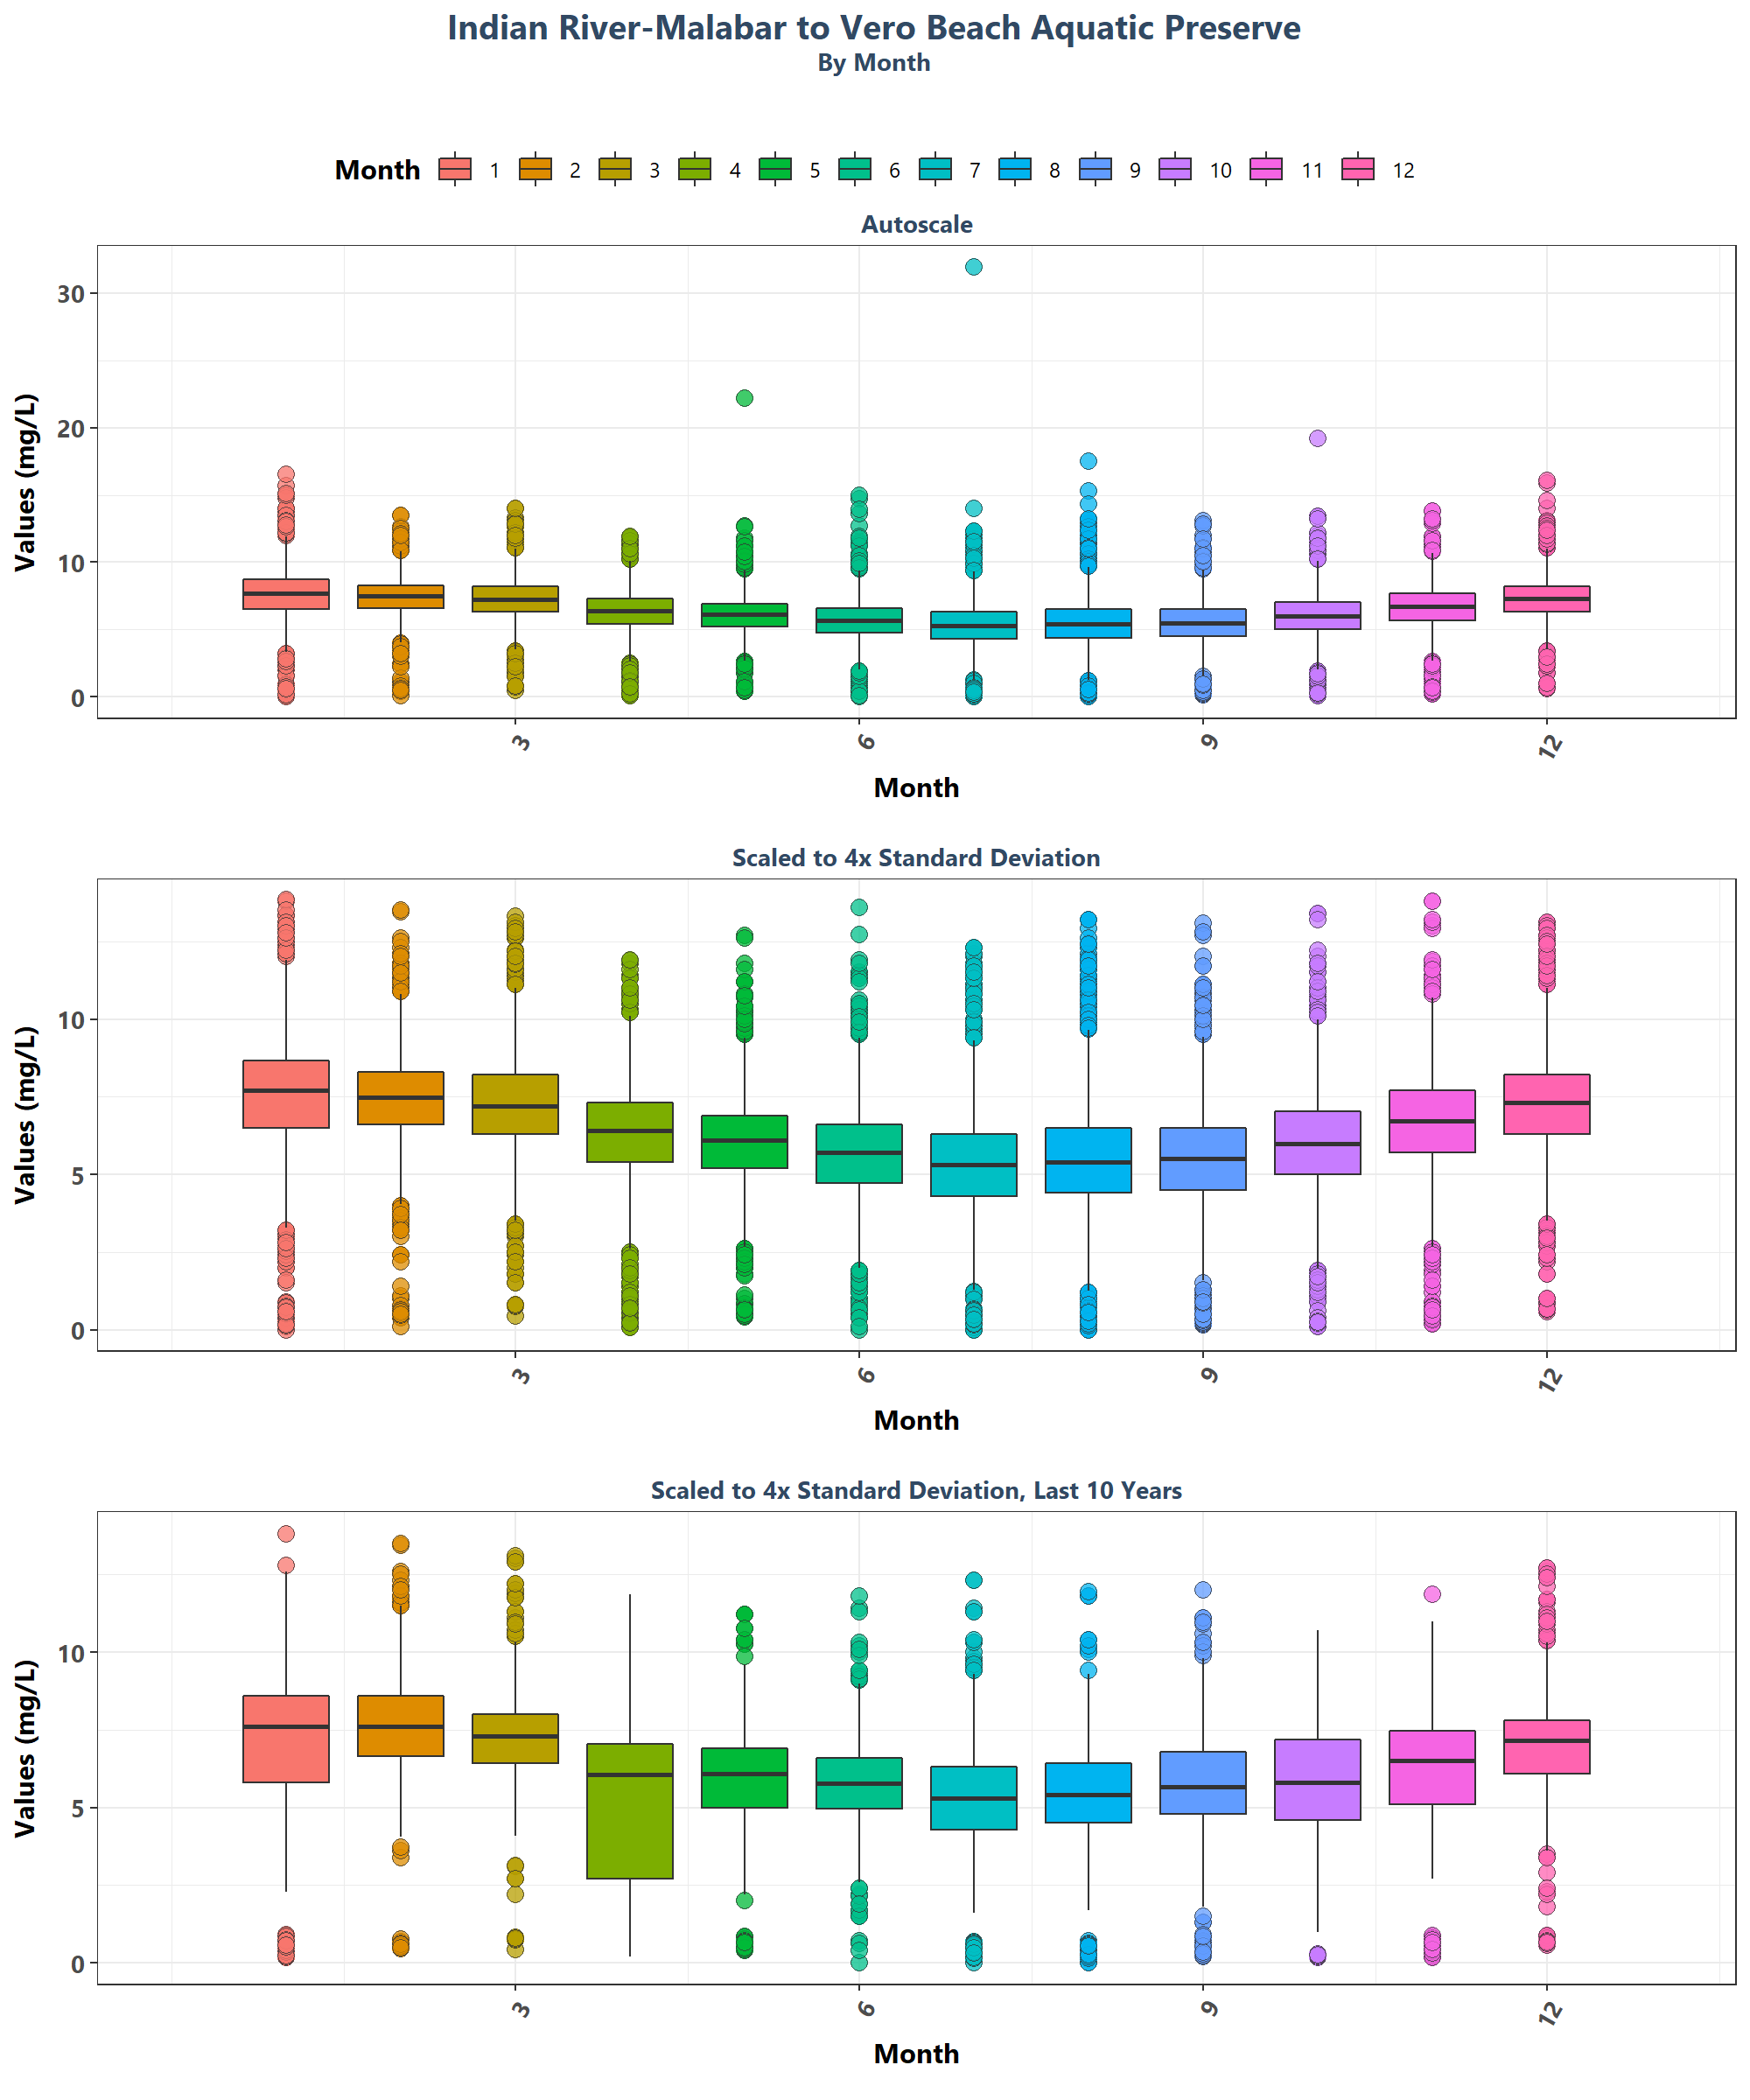 Indian River-Malabar to Vero Beach Aquatic Preserve
By Month
Month 1 2 3 4 5 6 7 8 9 10 11 12
Autoscale
Values (mg/L)
30
20
10
0
3 6 9 12
Month
Scaled to 4x Standard Deviation
Values (mg/L)
10
5
0
3 6 9 12
Month
Scaled to 4x Standard Deviation, Last 10 Years
Values (mg/L)
10
5
0
3 6 9 12
Month